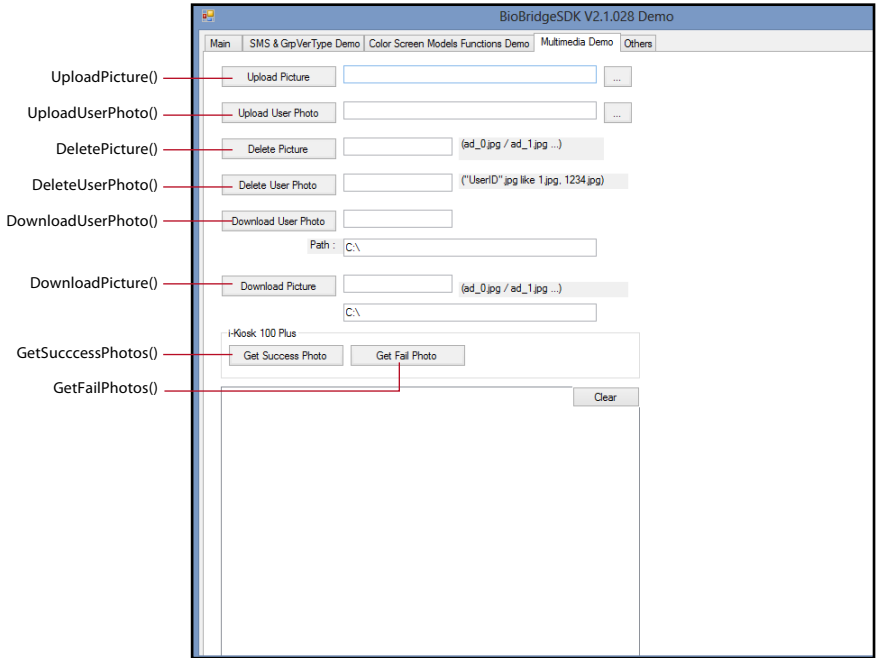 BioBridgeSDK V2.1.028 Demo
Main SMS & GrpVerType Demo Color Screen Models Functions Demo Multimedia Demo Others
UploadPicture() Upload Picture ...
UploadUserPhoto() Upload User Photo ...
DeletePicture() Delete Picture (ad_0.jpg / ad_1.jpg ...)
DeleteUserPhoto() Delete User Photo ("UserID".jpg like 1.jpg, 1234.jpg)
DownloadUserPhoto() Download User Photo
Path : C:\
DownloadPicture() Download Picture (ad_0.jpg / ad_1.jpg ...)
C:\
i-Kiosk 100 Plus
GetSucccessPhotos() Get Success Photo Get Fail Photo
GetFailPhotos()
Clear